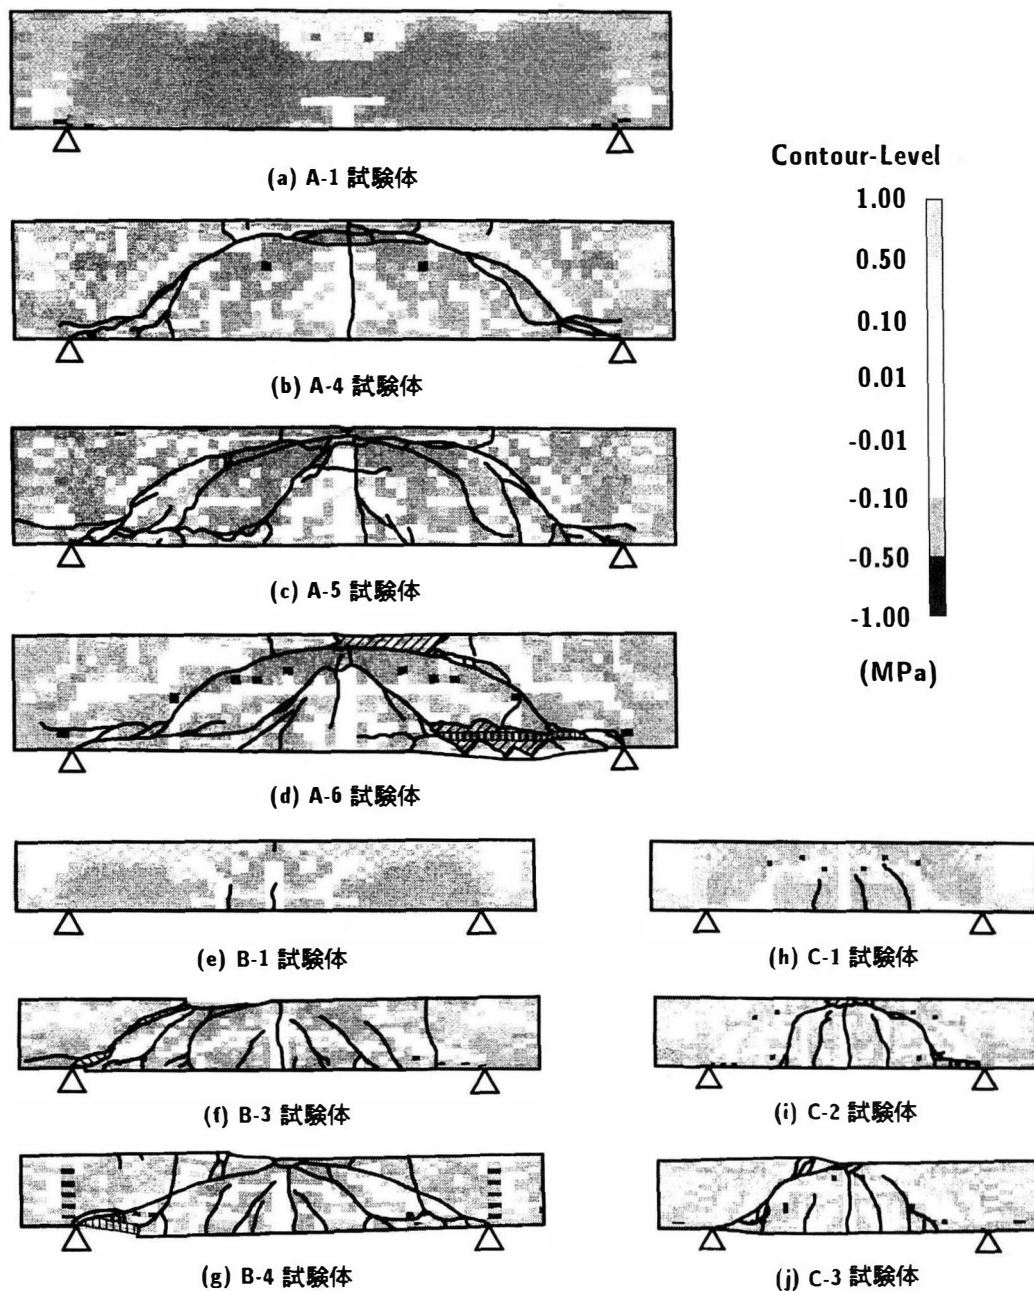 (a) A-1 試験体
(b) A-4 試験体
(c) A-5 試験体
(d) A-6 試験体
Contour-Level
1.00
0.50
0.10
0.01
-0.01
-0.10
-0.50
-1.00
(MPa)
(e) B-1 試験体
(h) C-1 試験体
(f) B-3 試験体
(i) C-2 試験体
(g) B-4 試験体
(j) C-3 試験体